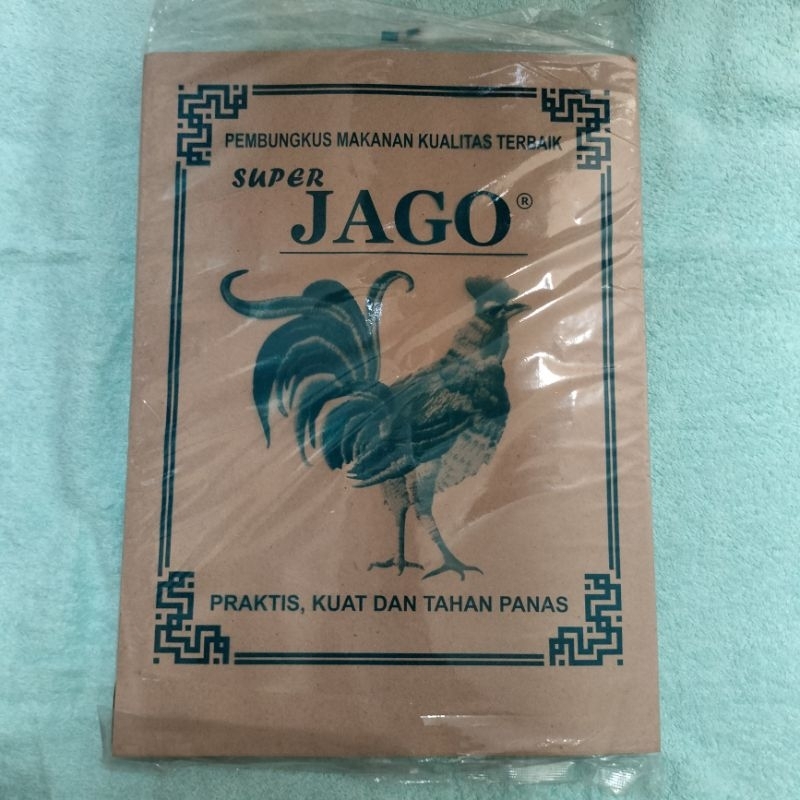 PEMBUNGKUS MAKANAN KUALITAS TERBAIK
SUPER
JAGO®
PRAKTIS, KUAT DAN TAHAN PANAS